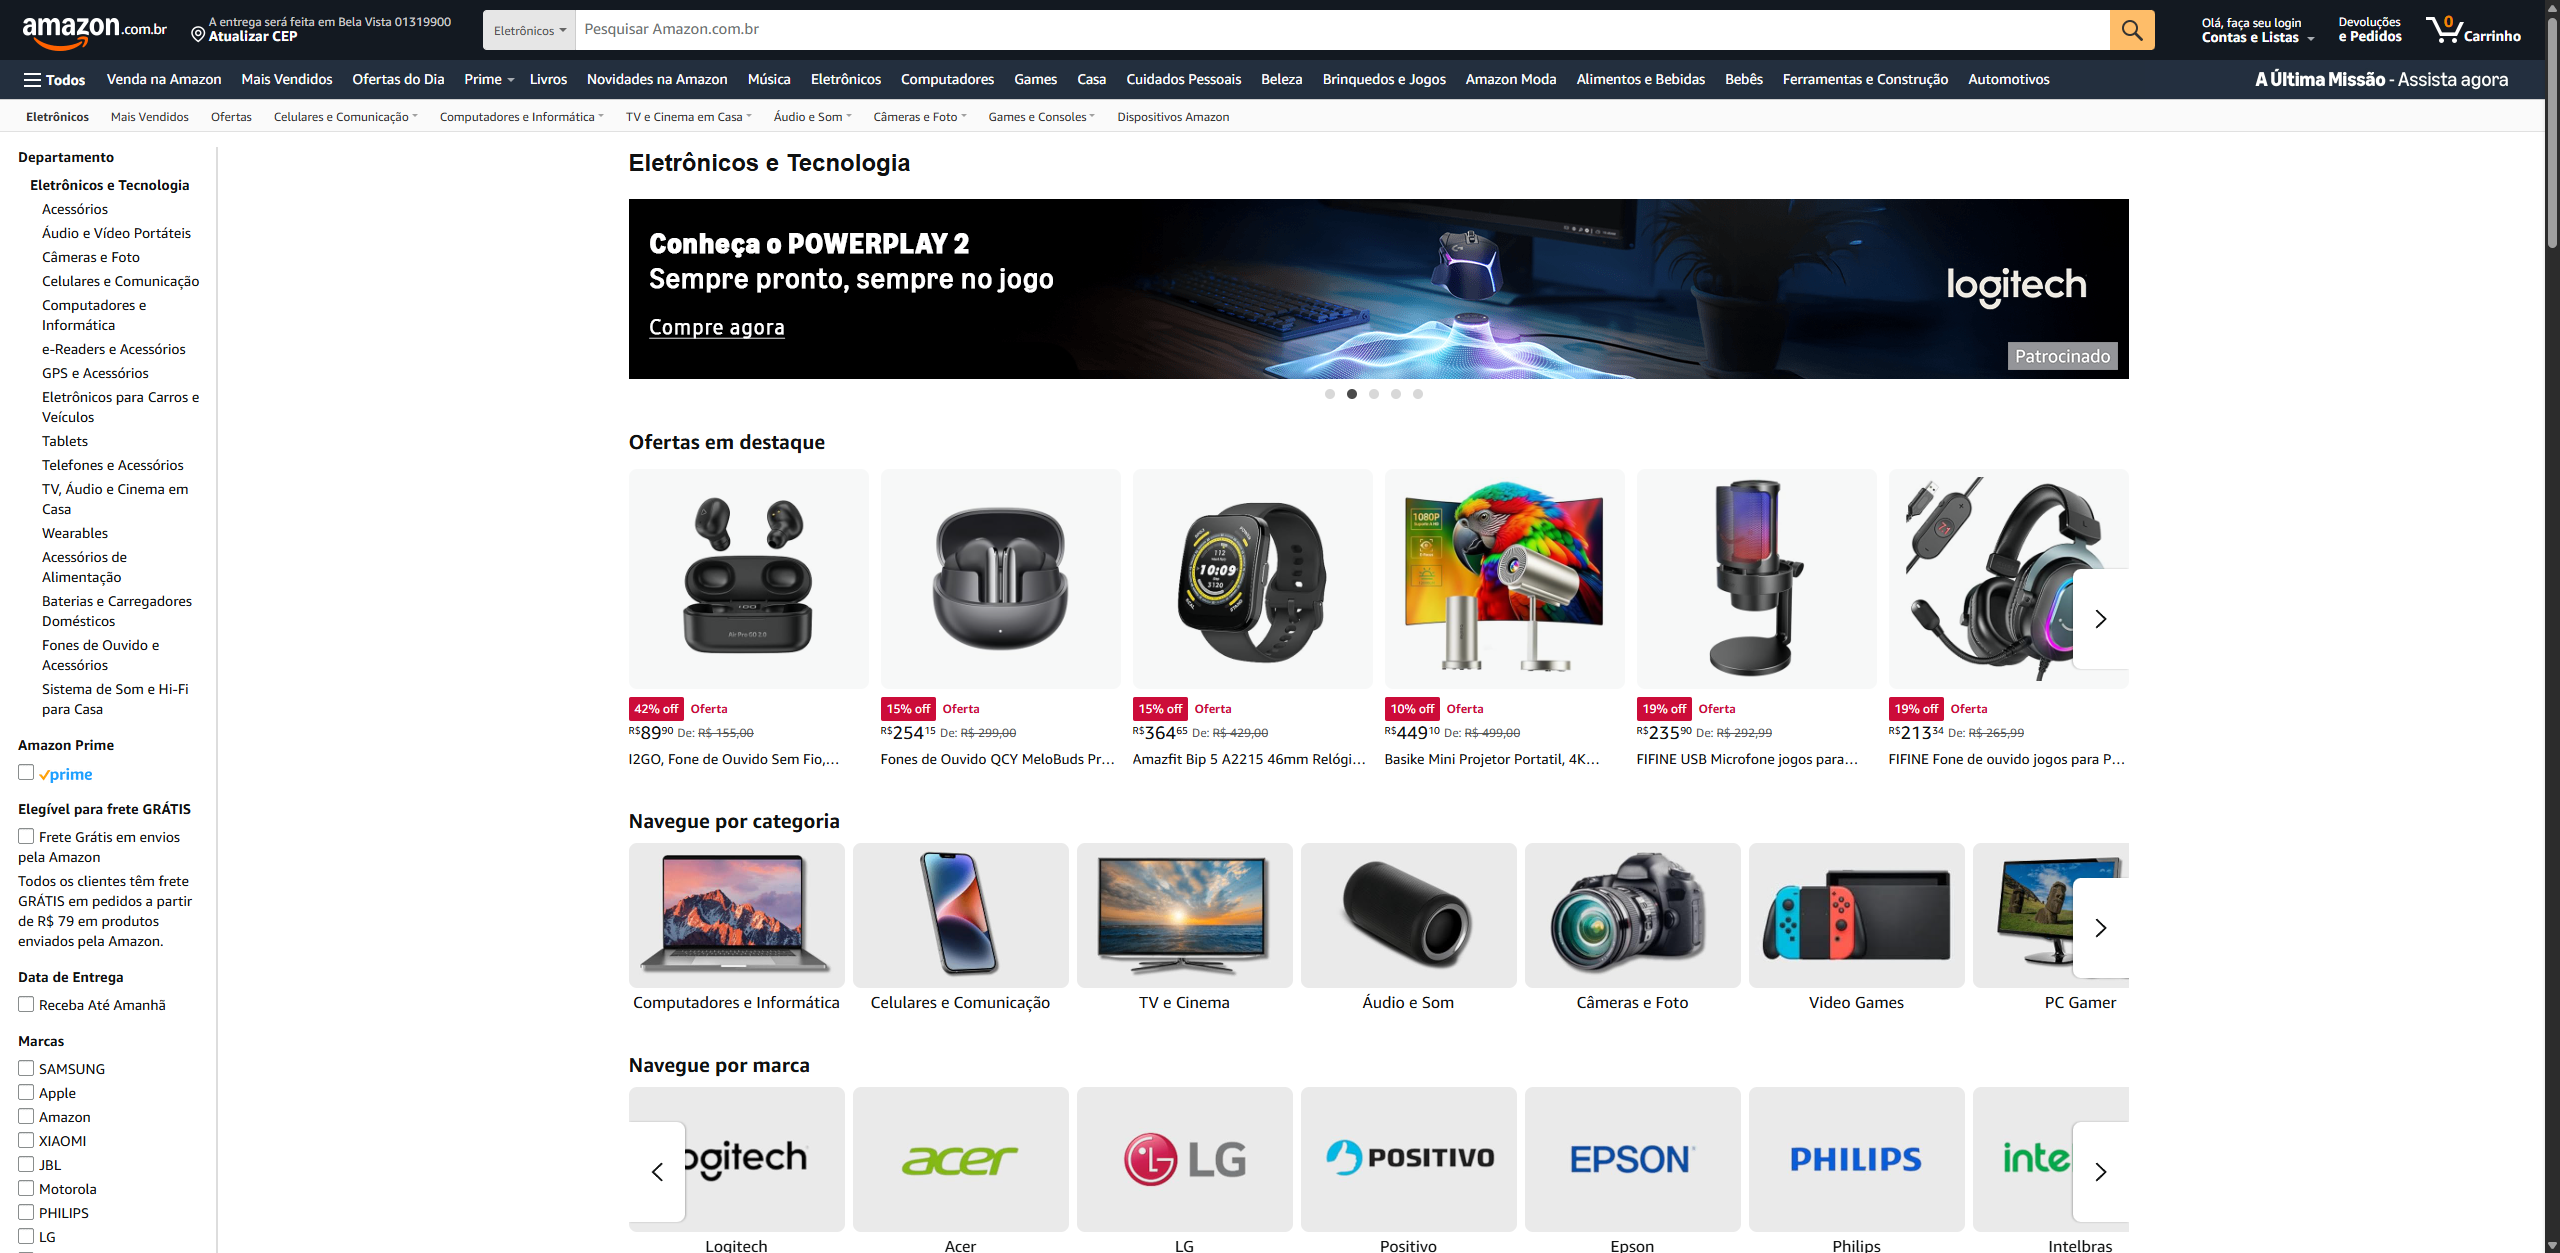 amazon.com.br
A entrega será feita em Bela Vista 01319900
Atualizar CEP
Eletrônicos
Pesquisar Amazon.com.br
Olá, faça seu login
Contas e Listas
Devoluções
e Pedidos
0
Carrinho
Todos
Venda na Amazon
Mais Vendidos
Ofertas do Dia
Prime
Livros
Novidades na Amazon
Música
Eletrônicos
Computadores
Games
Casa
Cuidados Pessoais
Beleza
Brinquedos e Jogos
Amazon Moda
Alimentos e Bebidas
Bebês
Ferramentas e Construção
Automotivos
A Última Missão - Assista agora
Eletrônicos
Mais Vendidos
Ofertas
Celulares e Comunicação
Computadores e Informática
TV e Cinema em Casa
Áudio e Som
Câmeras e Foto
Games e Consoles
Dispositivos Amazon
Departamento
Eletrônicos e Tecnologia
Acessórios
Áudio e Vídeo Portáteis
Câmeras e Foto
Celulares e Comunicação
Computadores e
Informática
e-Readers e Acessórios
GPS e Acessórios
Eletrônicos para Carros e
Veículos
Tablets
Telefones e Acessórios
TV, Áudio e Cinema em
Casa
Wearables
Acessórios de
Alimentação
Baterias e Carregadores
Domésticos
Fones de Ouvido e
Acessórios
Sistema de Som e Hi-Fi
para Casa
Amazon Prime
prime
Elegível para frete GRÁTIS
Frete Grátis em envios
pela Amazon
Todos os clientes têm frete
GRÁTIS em pedidos a partir
de R$ 79 em produtos
enviados pela Amazon.
Data de Entrega
Receba Até Amanhã
Marcas
SAMSUNG
Apple
Amazon
XIAOMI
JBL
Motorola
PHILIPS
LG
Eletrônicos e Tecnologia
Conheça o POWERPLAY 2
Sempre pronto, sempre no jogo
Compre agora
logitech
Patrocinado
Ofertas em destaque
Air Pro GO 2.0
10:09
1080P
7.1
42% off Oferta
R$8990 De: R$ 155,00
I2GO, Fone de Ouvido Sem Fio,...
15% off Oferta
R$25415 De: R$ 299,00
Fones de Ouvido QCY MeloBuds Pr...
15% off Oferta
R$36465 De: R$ 429,00
Amazfit Bip 5 A2215 46mm Relógi...
10% off Oferta
R$44910 De: R$ 499,00
Basike Mini Projetor Portatil, 4K...
19% off Oferta
R$23590 De: R$ 292,99
FIFINE USB Microfone jogos para...
19% off Oferta
R$21334 De: R$ 265,99
FIFINE Fone de ouvido jogos para P...
Navegue por categoria
Computadores e Informática
Celulares e Comunicação
TV e Cinema
Áudio e Som
Câmeras e Foto
Video Games
PC Gamer
Navegue por marca
ogitech
acer
LG
POSITIVO
EPSON
PHILIPS
inte
Logitech
Acer
LG
Positivo
Epson
Philips
Intelbras